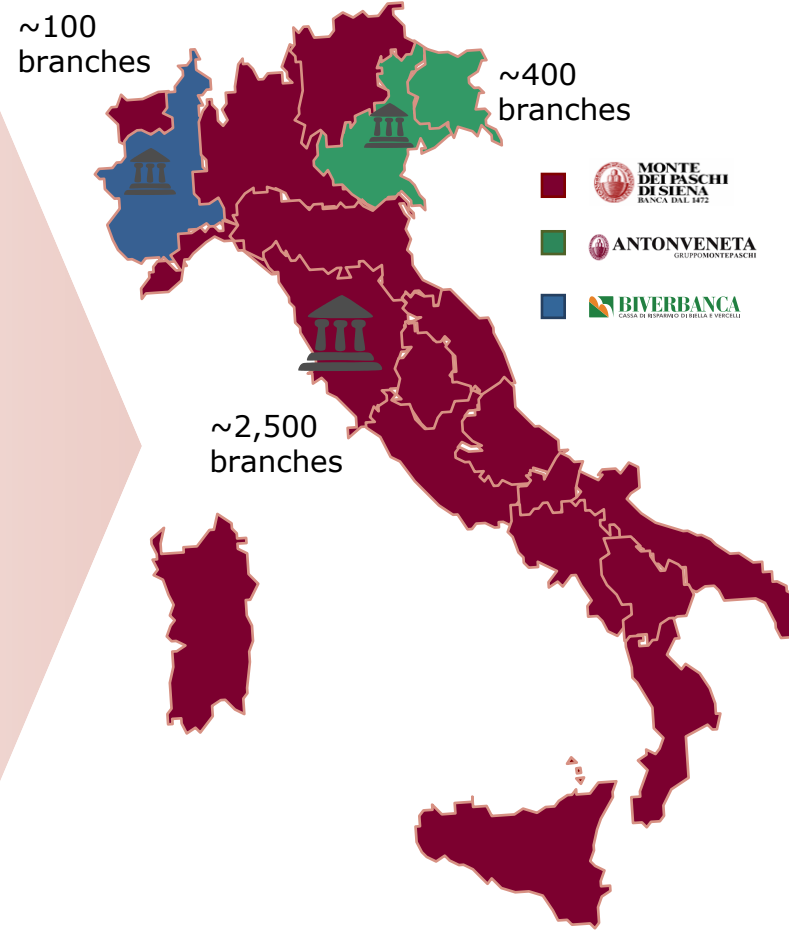 ~100
branches
~400
branches
MONTE
DEI PASCHI
DI SIENA
BANCA DAL 1472
ANTONVENETA
GRUPPOMONTEPASCHI
BIVERBANCA
CASSA DI RISPARMIO DI BIELLA E VERCELLI
~2,500
branches